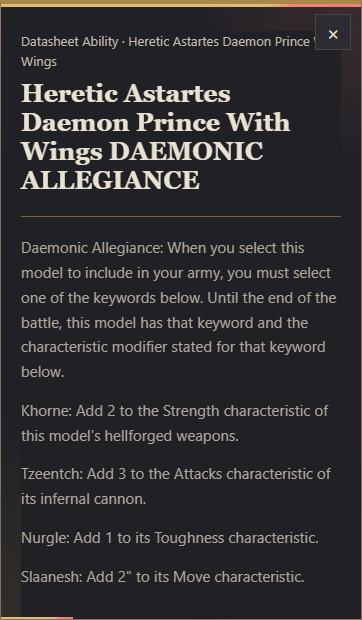 Datasheet Ability · Heretic Astartes Daemon Prince
Wings
Heretic Astartes
Daemon Prince With
Wings DAEMONIC
ALLEGIANCE
Daemonic Allegiance: When you select this
model to include in your army, you must select
one of the keywords below. Until the end of the
battle, this model has that keyword and the
characteristic modifier stated for that keyword
below.
Khorne: Add 2 to the Strength characteristic of
this model's hellforged weapons.
Tzeentch: Add 3 to the Attacks characteristic of
its infernal cannon.
Nurgle: Add 1 to its Toughness characteristic.
Slaanesh: Add 2" to its Move characteristic.